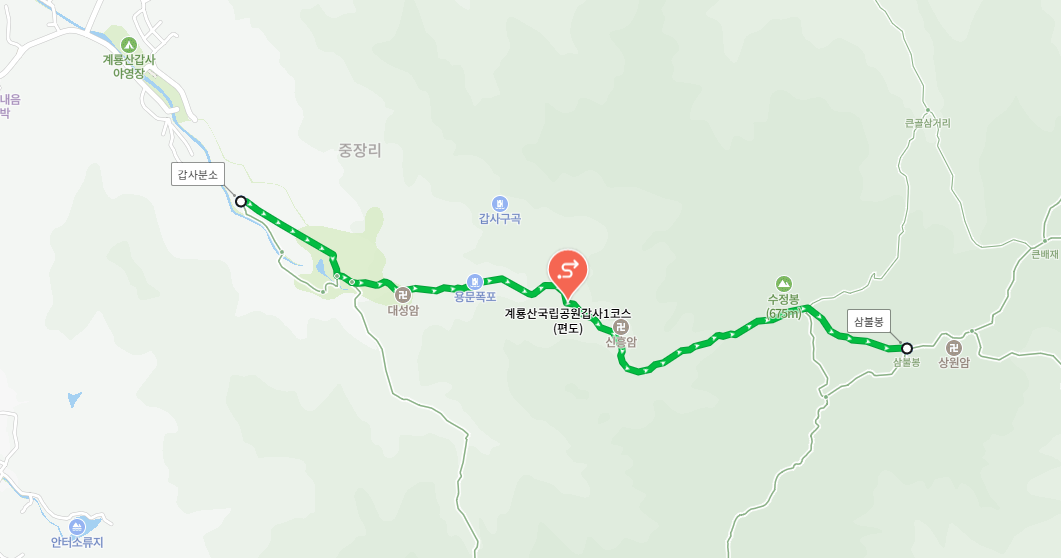 계룡산갑사
야영장
내음
박
큰골삼거리
중장리
갑사분소
갑사구곡
큰배재
용문폭포
대성암
수정봉
(675m)
계룡산국립공원갑사1코스
(편도)
신흥암
삼불봉
삼불봉
상원암
안터소류지